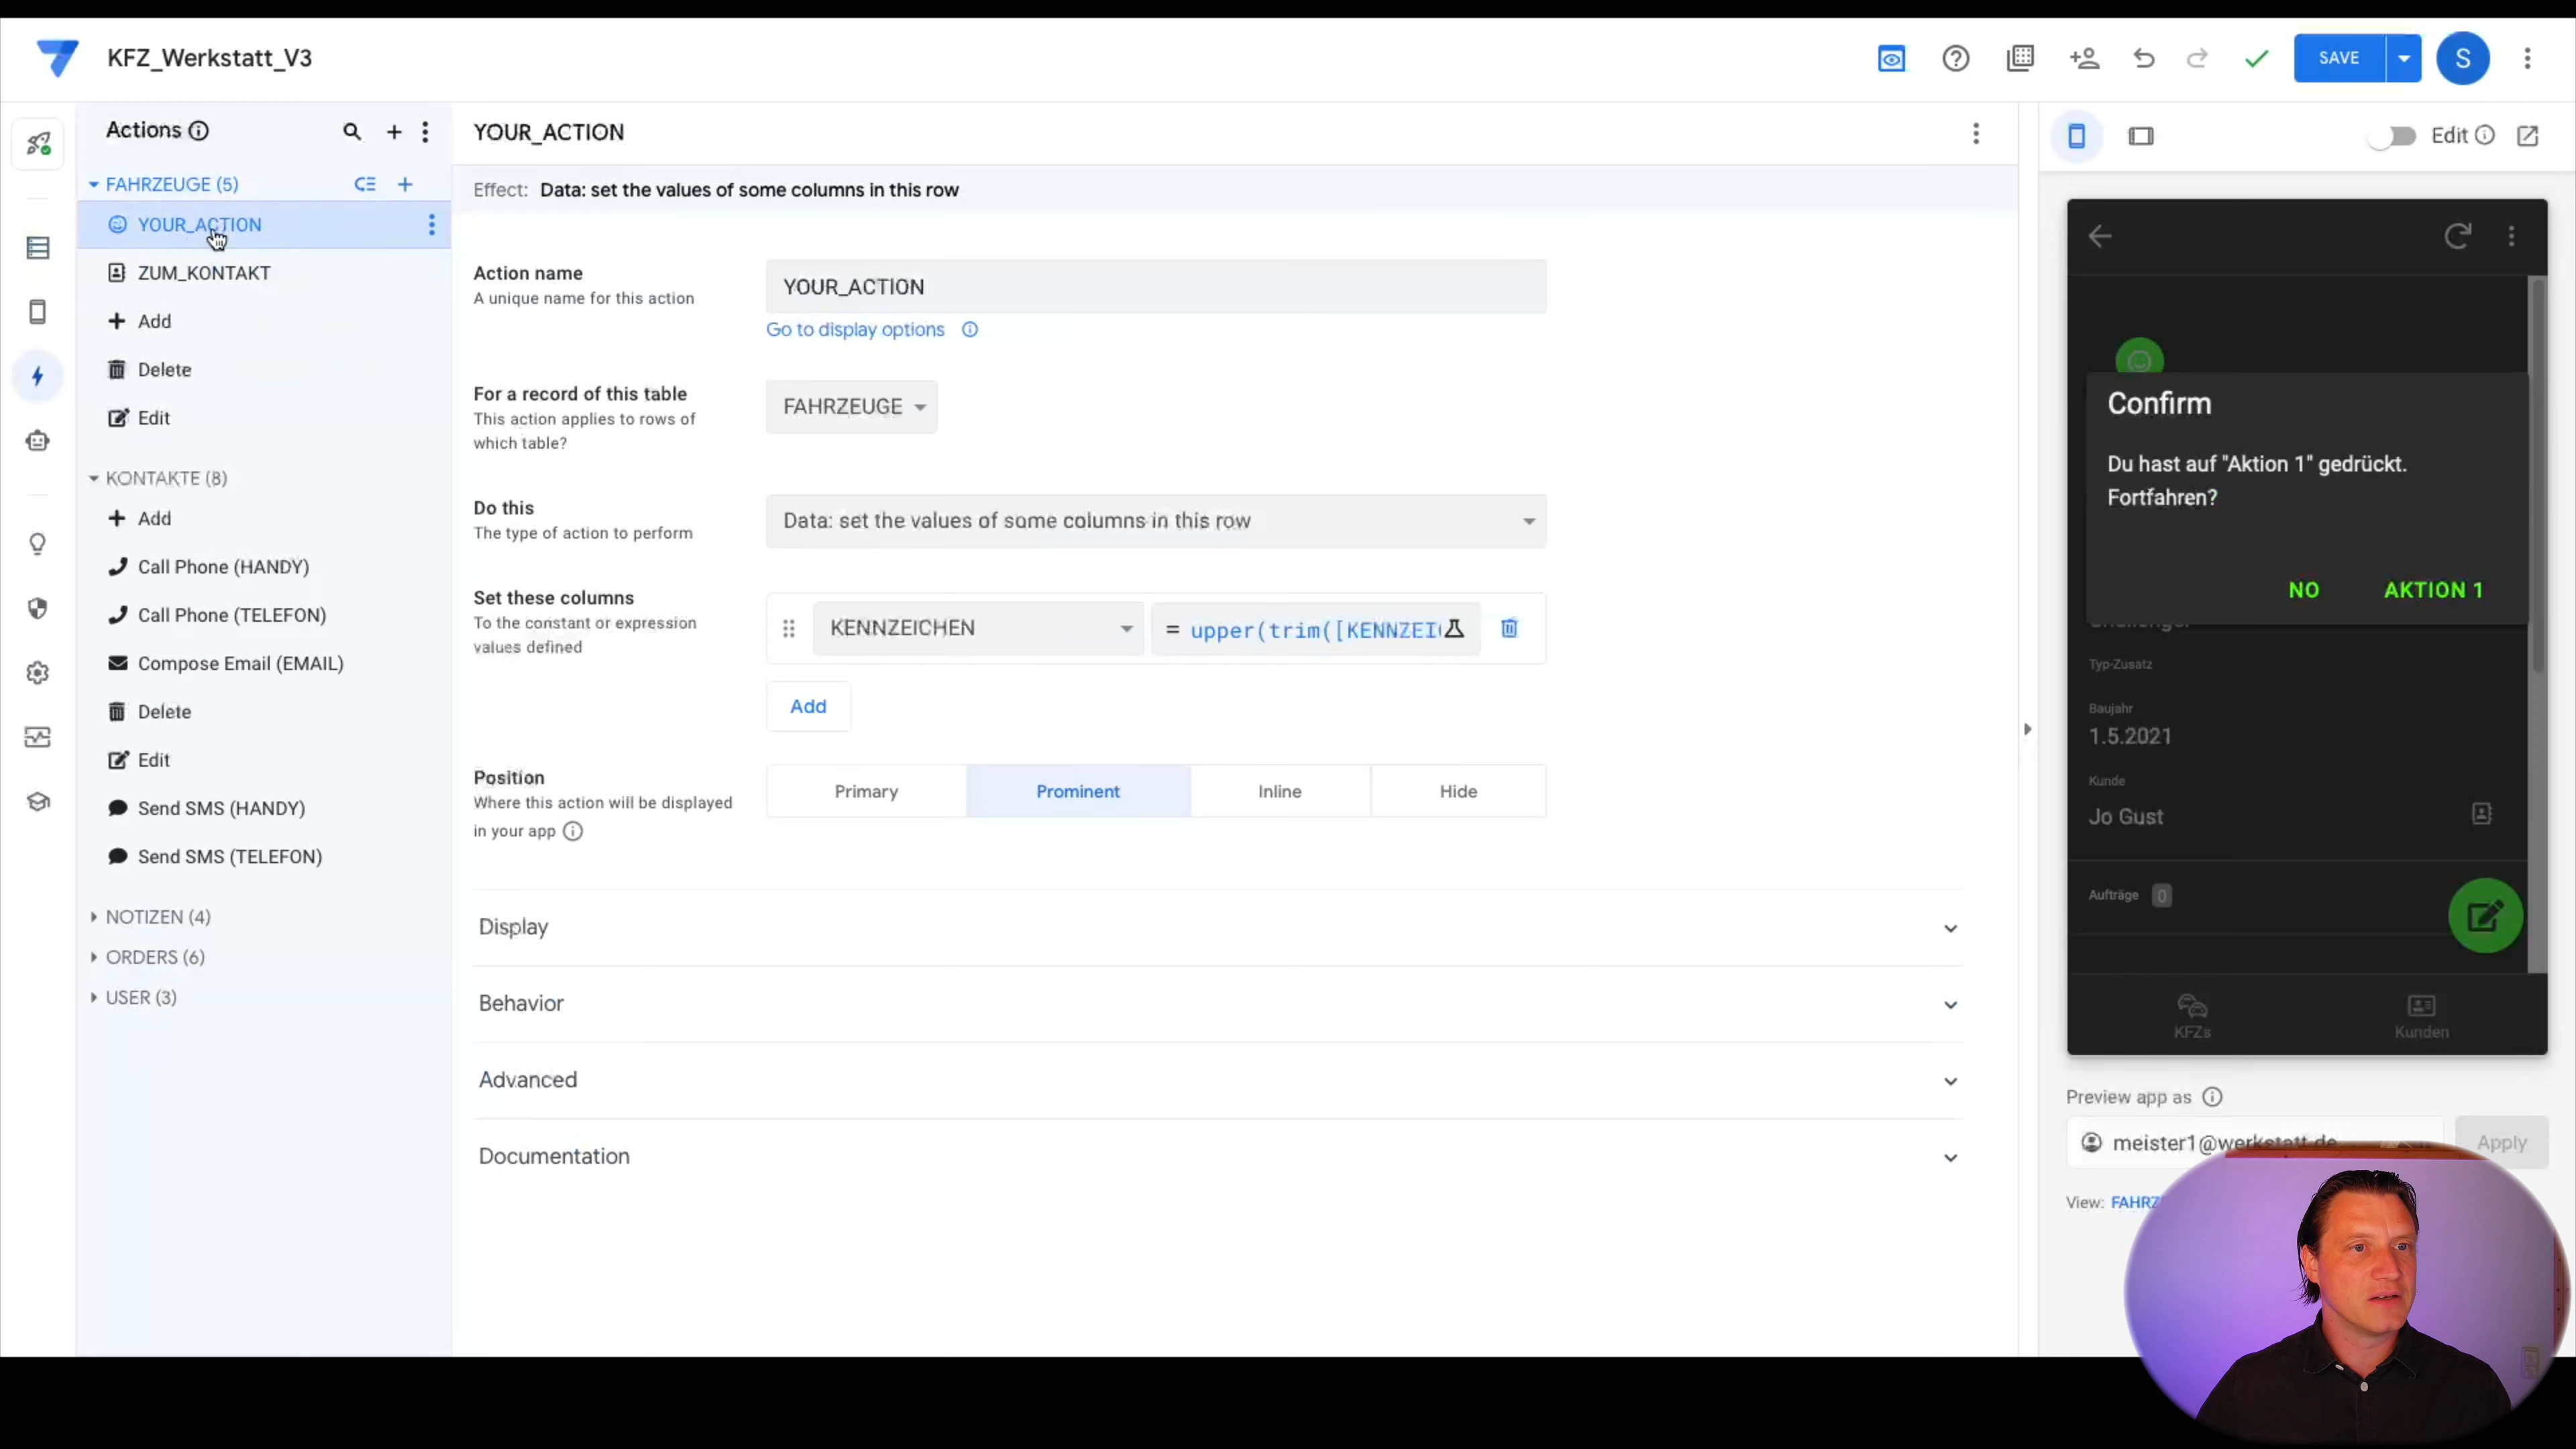 KFZ_Werkstatt_V3
SAVE
S
Actions
FAHRZEUGE (5)
YOUR_ACTION
ZUM_KONTAKT
Add
Delete
Edit
KONTAKTE (8)
Add
Call Phone (HANDY)
Call Phone (TELEFON)
Compose Email (EMAIL)
Delete
Edit
Send SMS (HANDY)
Send SMS (TELEFON)
NOTIZEN (4)
ORDERS (6)
USER (3)
YOUR_ACTION
Effect: Data: set the values of some columns in this row
Action name
A unique name for this action
YOUR_ACTION
Go to display options
For a record of this table
This action applies to rows of
which table?
FAHRZEUGE
Do this
The type of action to perform
Data: set the values of some columns in this row
Set these columns
To the constant or expression
values defined
KENNZEICHEN
= upper(trim([KENNZEI
Add
Position
Where this action will be displayed
in your app
Primary
Prominent
Inline
Hide
Display
Behavior
Advanced
Documentation
Edit
Confirm
Du hast auf "Aktion 1" gedrückt.
Fortfahren?
NO
AKTION 1
Typ-Zusatz
Baujahr
1.5.2021
Kunde
Jo Gust
Aufträge 0
KFZs
Kunden
Preview app as
meister1@werkstatt.de
Apply
View: FAHRZ